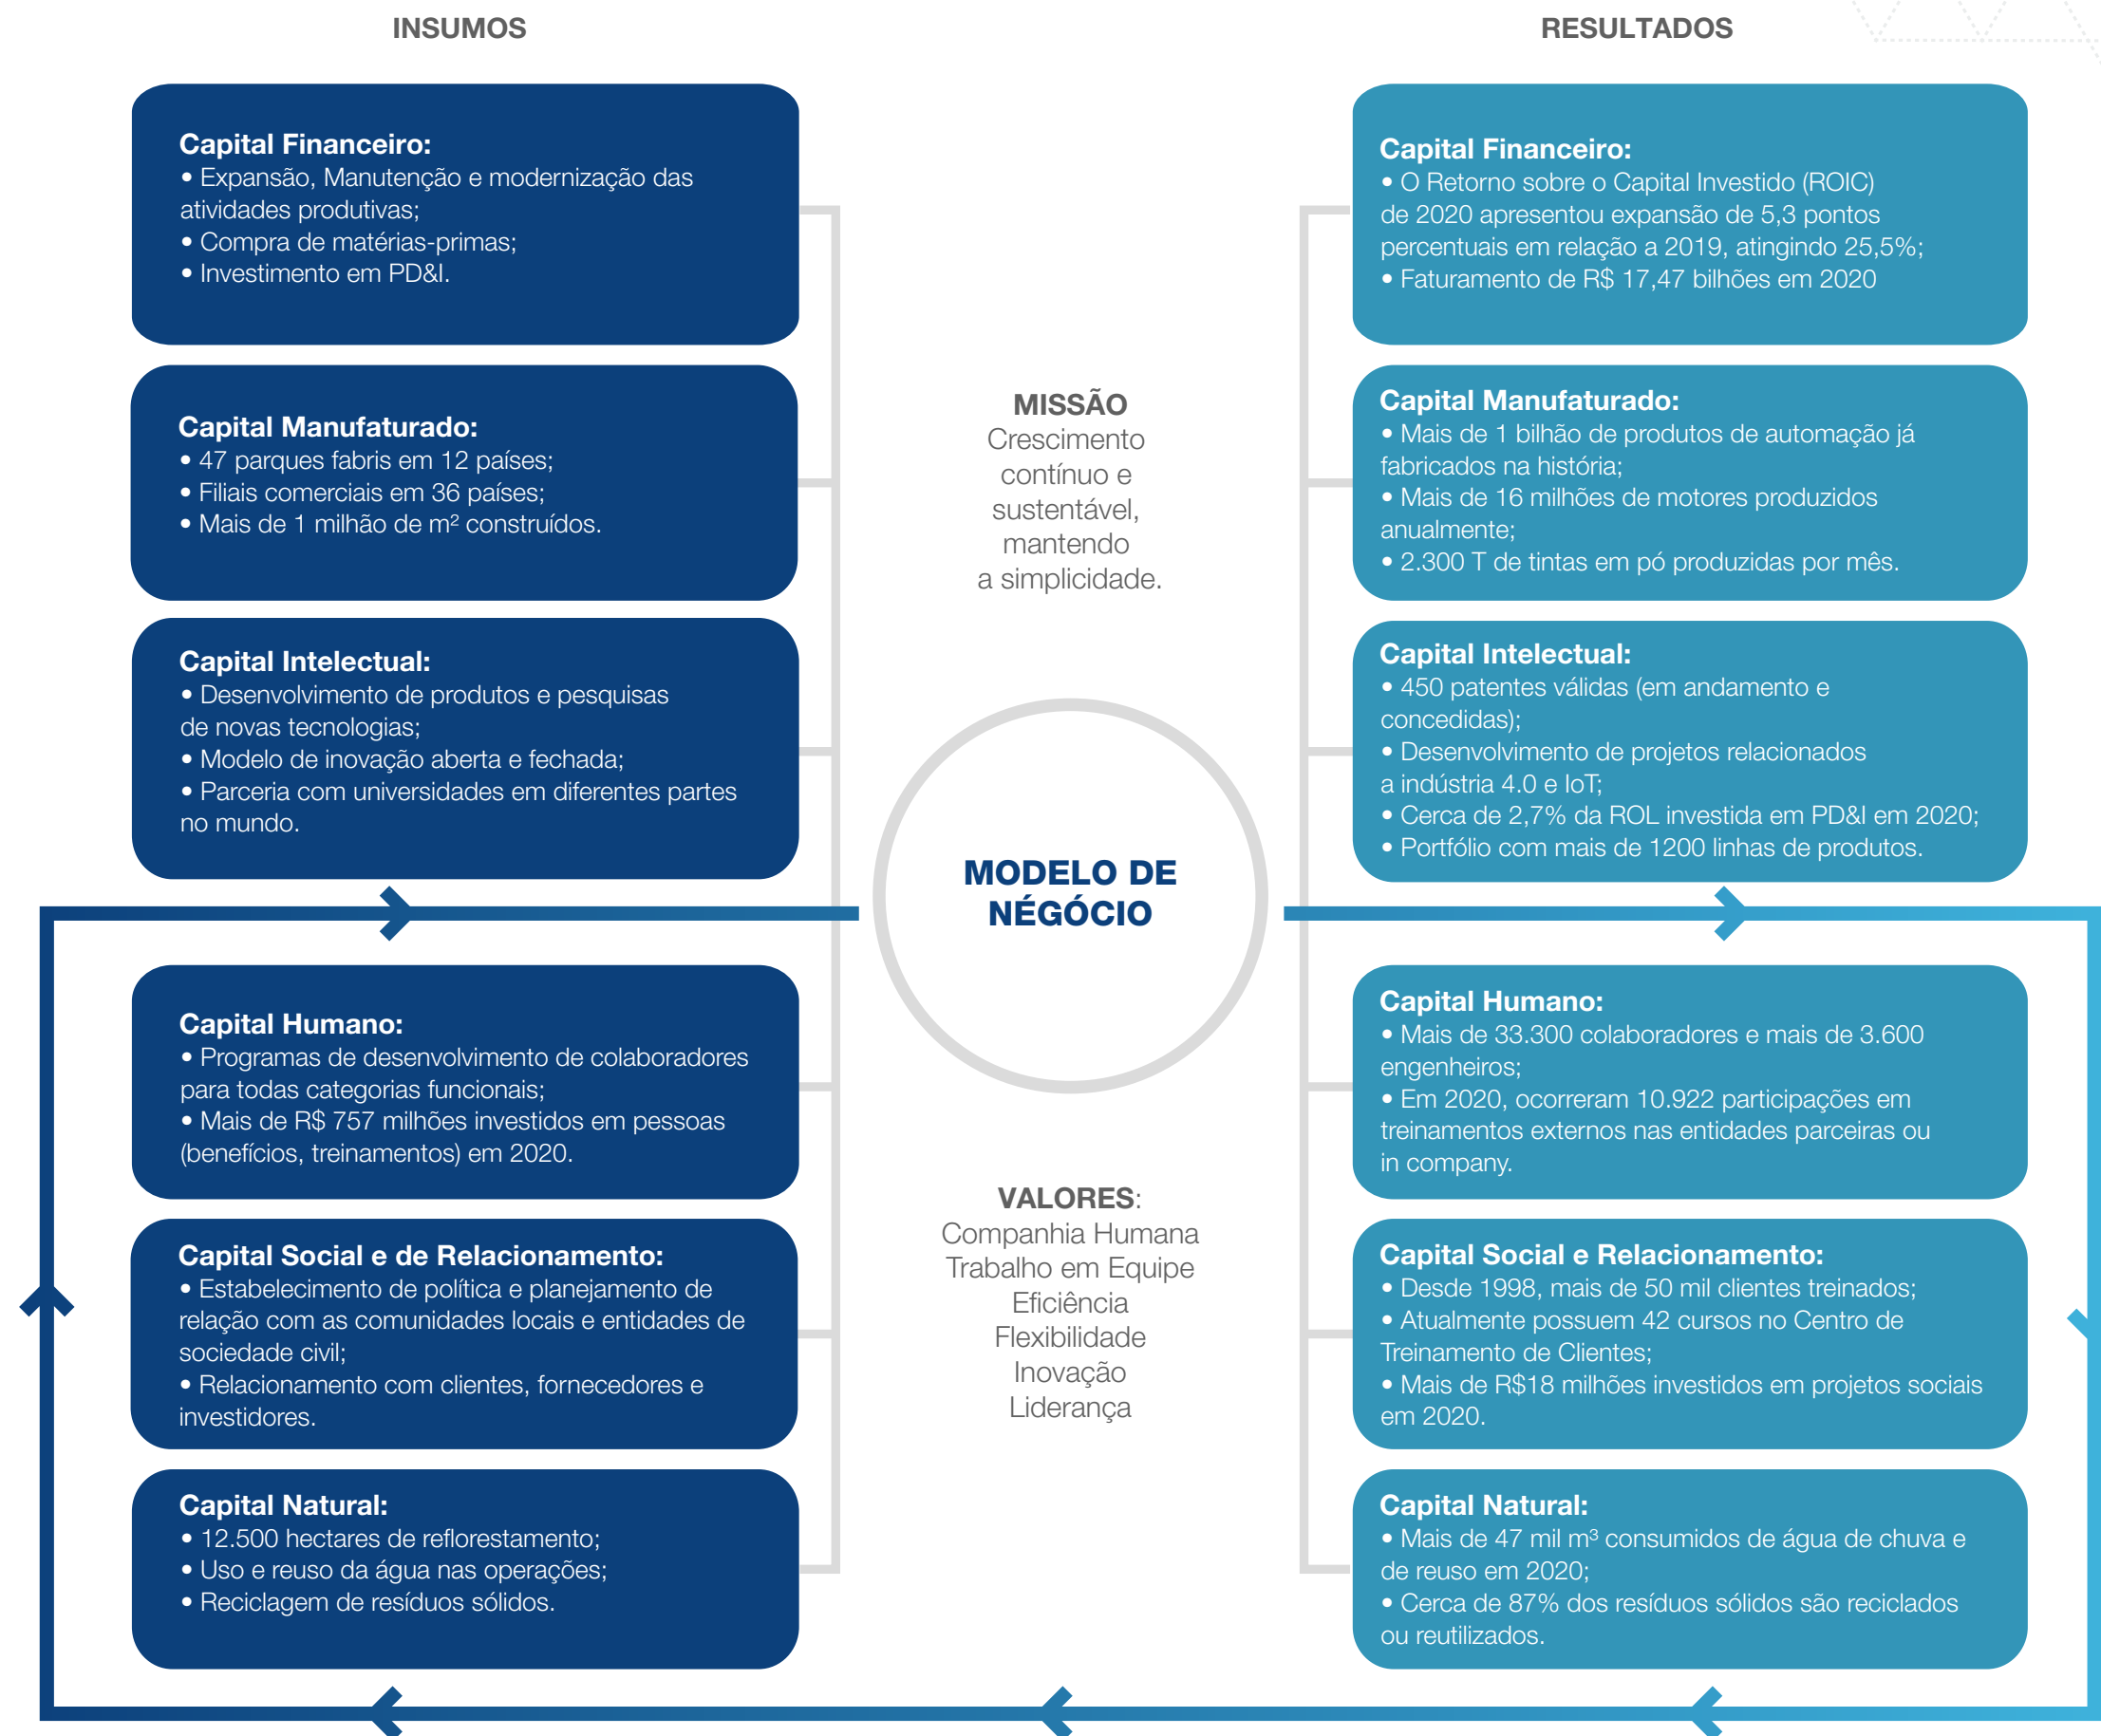 INSUMOS
Capital Financeiro:
• Expansão, Manutenção e modernização das
atividades produtivas;
• Compra de matérias-primas;
• Investimento em PD&I.
Capital Manufaturado:
• 47 parques fabris em 12 países;
• Filiais comerciais em 36 países;
• Mais de 1 milhão de m² construídos.
Capital Intelectual:
• Desenvolvimento de produtos e pesquisas
de novas tecnologias;
• Modelo de inovação aberta e fechada;
• Parceria com universidades em diferentes partes
no mundo.
Capital Humano:
• Programas de desenvolvimento de colaboradores
para todas categorias funcionais;
• Mais de R$ 757 milhões investidos em pessoas
(benefícios, treinamentos) em 2020.
Capital Social e de Relacionamento:
• Estabelecimento de política e planejamento de
relação com as comunidades locais e entidades de
sociedade civil;
• Relacionamento com clientes, fornecedores e
investidores.
Capital Natural:
• 12.500 hectares de reflorestamento;
• Uso e reuso da água nas operações;
• Reciclagem de resíduos sólidos.
MISSÃO
Crescimento
contínuo e
sustentável,
mantendo
a simplicidade.
MODELO DE
NÉGÓCIO
VALORES:
Companhia Humana
Trabalho em Equipe
Eficiência
Flexibilidade
Inovação
Liderança
RESULTADOS
Capital Financeiro:
• O Retorno sobre o Capital Investido (ROIC)
de 2020 apresentou expansão de 5,3 pontos
percentuais em relação a 2019, atingindo 25,5%;
• Faturamento de R$ 17,47 bilhões em 2020
Capital Manufaturado:
• Mais de 1 bilhão de produtos de automação já
fabricados na história;
• Mais de 16 milhões de motores produzidos
anualmente;
• 2.300 T de tintas em pó produzidas por mês.
Capital Intelectual:
• 450 patentes válidas (em andamento e
concedidas);
• Desenvolvimento de projetos relacionados
a indústria 4.0 e IoT;
• Cerca de 2,7% da ROL investida em PD&I em 2020;
• Portfólio com mais de 1200 linhas de produtos.
Capital Humano:
• Mais de 33.300 colaboradores e mais de 3.600
engenheiros;
• Em 2020, ocorreram 10.922 participações em
treinamentos externos nas entidades parceiras ou
in company.
Capital Social e Relacionamento:
• Desde 1998, mais de 50 mil clientes treinados;
• Atualmente possuem 42 cursos no Centro de
Treinamento de Clientes;
• Mais de R$18 milhões investidos em projetos sociais
em 2020.
Capital Natural:
• Mais de 47 mil m³ consumidos de água de chuva e
de reuso em 2020;
• Cerca de 87% dos resíduos sólidos são reciclados
ou reutilizados.